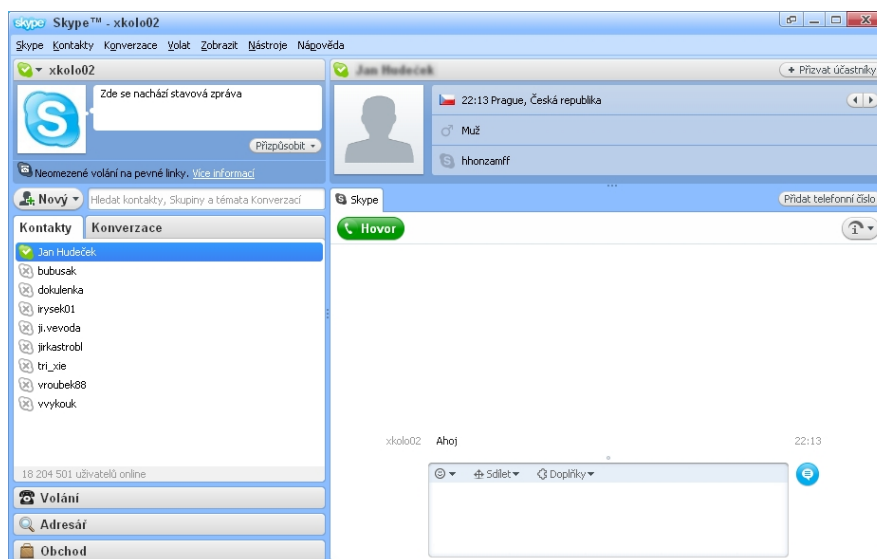 Skype™ - xkolo02
Skype Kontakty Konverzace Volat Zobrazit Nástroje Nápověda
xkolo02
Zde se nachází stavová zpráva
Přizpůsobit
Neomezené volání na pevné linky. Více informací
Nový
Hledat kontakty, Skupiny a témata Konverzací
Kontakty Konverzace
Jan Hudeček
bubusak
dokulenka
irysek01
ji.vevoda
jirkastrobl
tri_xie
vroubek88
vvykouk
18 204 501 uživatelů online
Volání
Adresář
Obchod
Jan Hudeček
+ Přizvat účastníky
22:13 Prague, Česká republika
Muž
hhonzamff
Skype
Přidat telefonní číslo
Hovor
xkolo02 Ahoj 22:13
Sdílet Doplňky